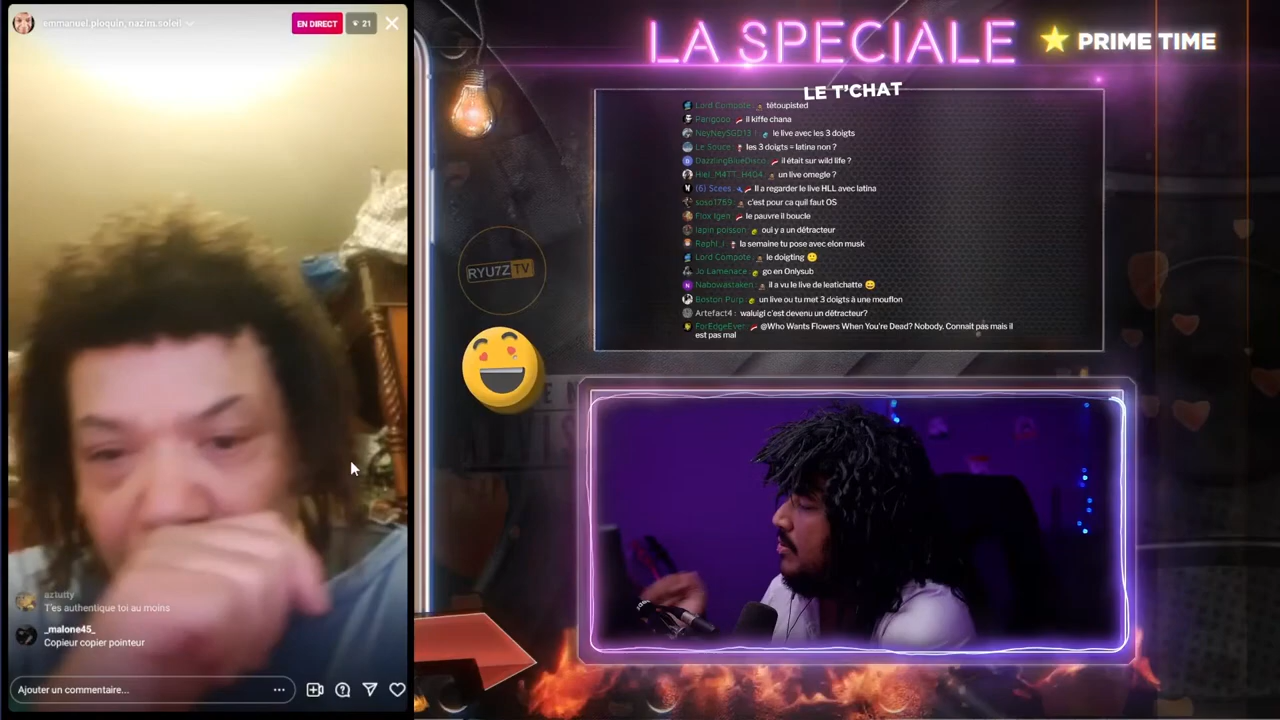 emmanuel.ploquin, nazim.soleil
EN DIRECT
21
LA SPECIALE
PRIME TIME
LE T'CHAT
Lord Compote : tétoupisted
Pangooo il kiffe chana
NeyNeySGD13 le live avec les 3 doigts
Le Souce les 3 doigts = latina non ?
DazzlingBlueDisco il était sur wild life ?
Hiei_M4TT_H404 un live omegle ?
(6) Scees Il a regarder le live HLL avec latina
soso1759 c'est pour ca quil faut OS
Flox Igen le pauvre il boucle
lapin poisson oui y a un détracteur
Raphl_/ la semaine tu pose avec elon musk
Lord Compote le doigting 🙂
Jo Lamenace go en Onlysub
Nabowastaken il a vu le live de leatichatte 😄
Boston Purp un live ou tu met 3 doigts à une mouflon
Artefact4 : waluigi c'est devenu un détracteur?
ForEdgeEver @Who Wants Flowers When You're Dead? Nobody. Connait pas mais il
est pas mal
RYU7Z TV
aztutty
T'es authentique toi au moins
_malone45_
Copieur copier pointeur
Ajouter un commentaire...